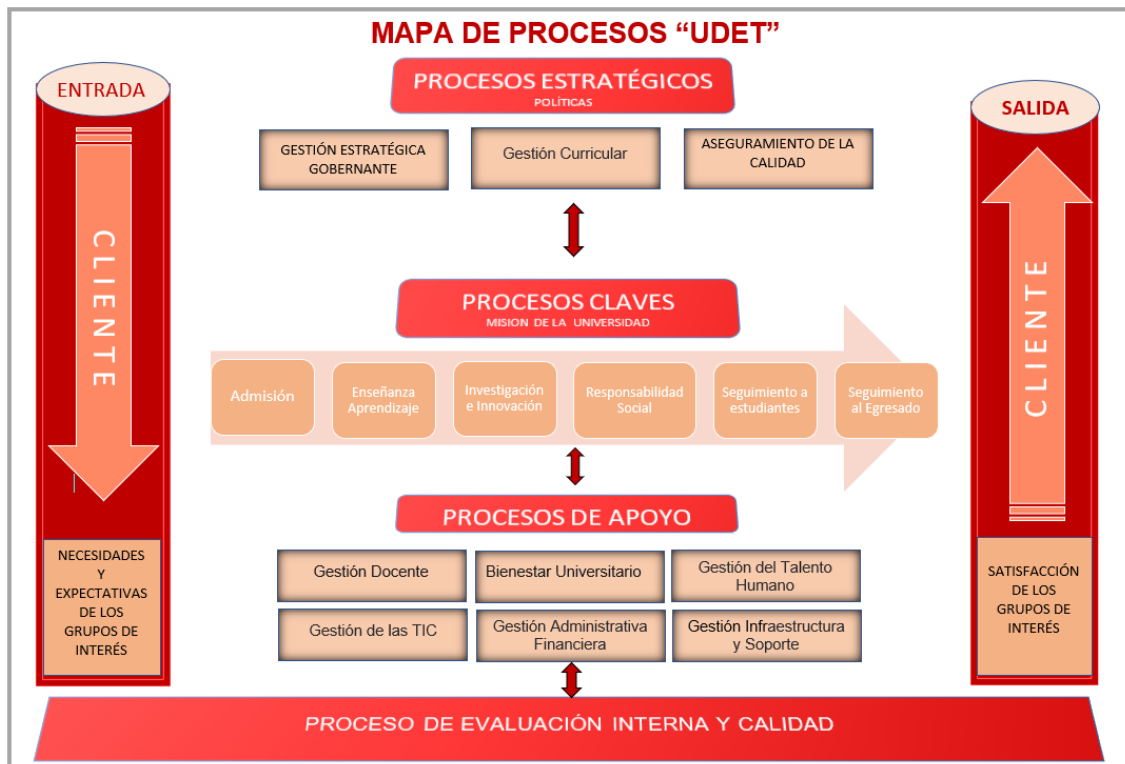 MAPA DE PROCESOS “UDET”
ENTRADA
CLIENTE
NECESIDADES
Y
EXPECTATIVAS
DE LOS
GRUPOS DE
INTERÉS
PROCESOS ESTRATÉGICOS
POLÍTICAS
GESTIÓN ESTRATÉGICA
GOBERNANTE
Gestión Curricular
ASEGURAMIENTO DE LA
CALIDAD
PROCESOS CLAVES
MISION DE LA UNIVERSIDAD
Admisión
Enseñanza
Aprendizaje
Investigación
e Innovación
Responsabilidad
Social
Seguimiento a
estudiantes
Seguimiento
al Egresado
PROCESOS DE APOYO
Gestión Docente
Bienestar Universitario
Gestión del Talento
Humano
Gestión de las TIC
Gestión Administrativa
Financiera
Gestión Infraestructura
y Soporte
SALIDA
CLIENTE
SATISFACCIÓN
DE LOS
GRUPOS DE
INTERÉS
PROCESO DE EVALUACIÓN INTERNA Y CALIDAD